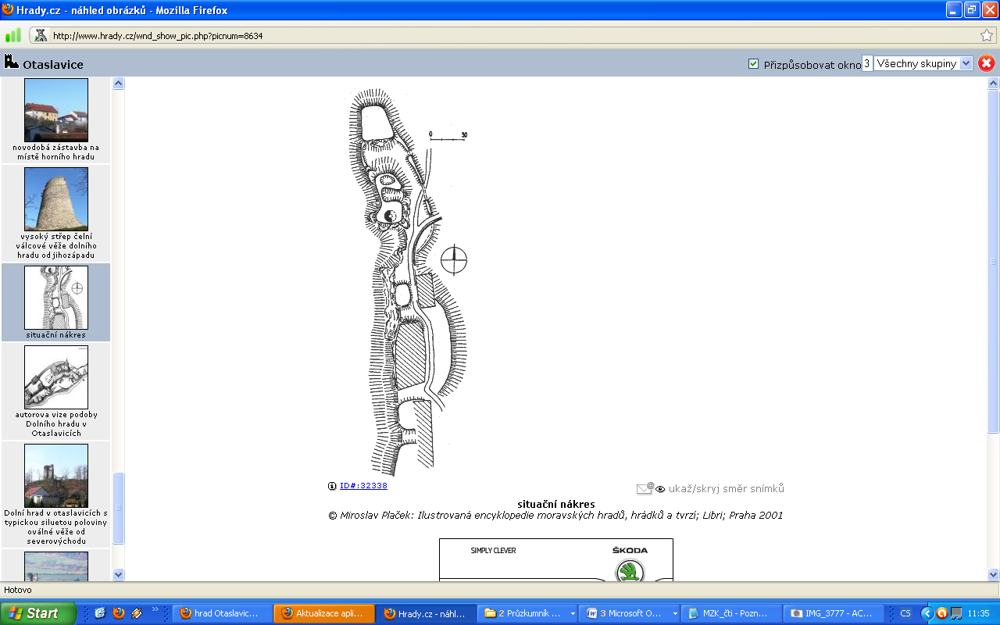 Hrady.cz - náhled obrázků - Mozilla Firefox
http://www.hrady.cz/wnd_show_pic.php?picnum=8634
Otaslavice
Přizpůsobovat okno 3 Všechny skupiny
novodobá zástavba na
místě horního hradu
vysoký střep čelní
válcové věže dolního
hradu od jihozápadu
situační nákres
autorova vize podoby
Dolního hradu v
Otaslavicích
Dolní hrad v otaslavicích s
typickou siluetou poloviny
oválné věže od
severovýchodu
0 30
ID#:32338
ukaž/skryj směr snímků
situační nákres
© Miroslav Plaček: Ilustrovaná encyklopedie moravských hradů, hrádků a tvrzí; Libri; Praha 2001
SIMPLY CLEVER ŠKODA
Hotovo
Start
hrad Otaslavic...
Aktualizace apli...
Hrady.cz - náhl...
2 Průzkumník ...
3 Microsoft O...
MZK_čti - Pozn...
IMG_3777 - AC...
CS
11:35